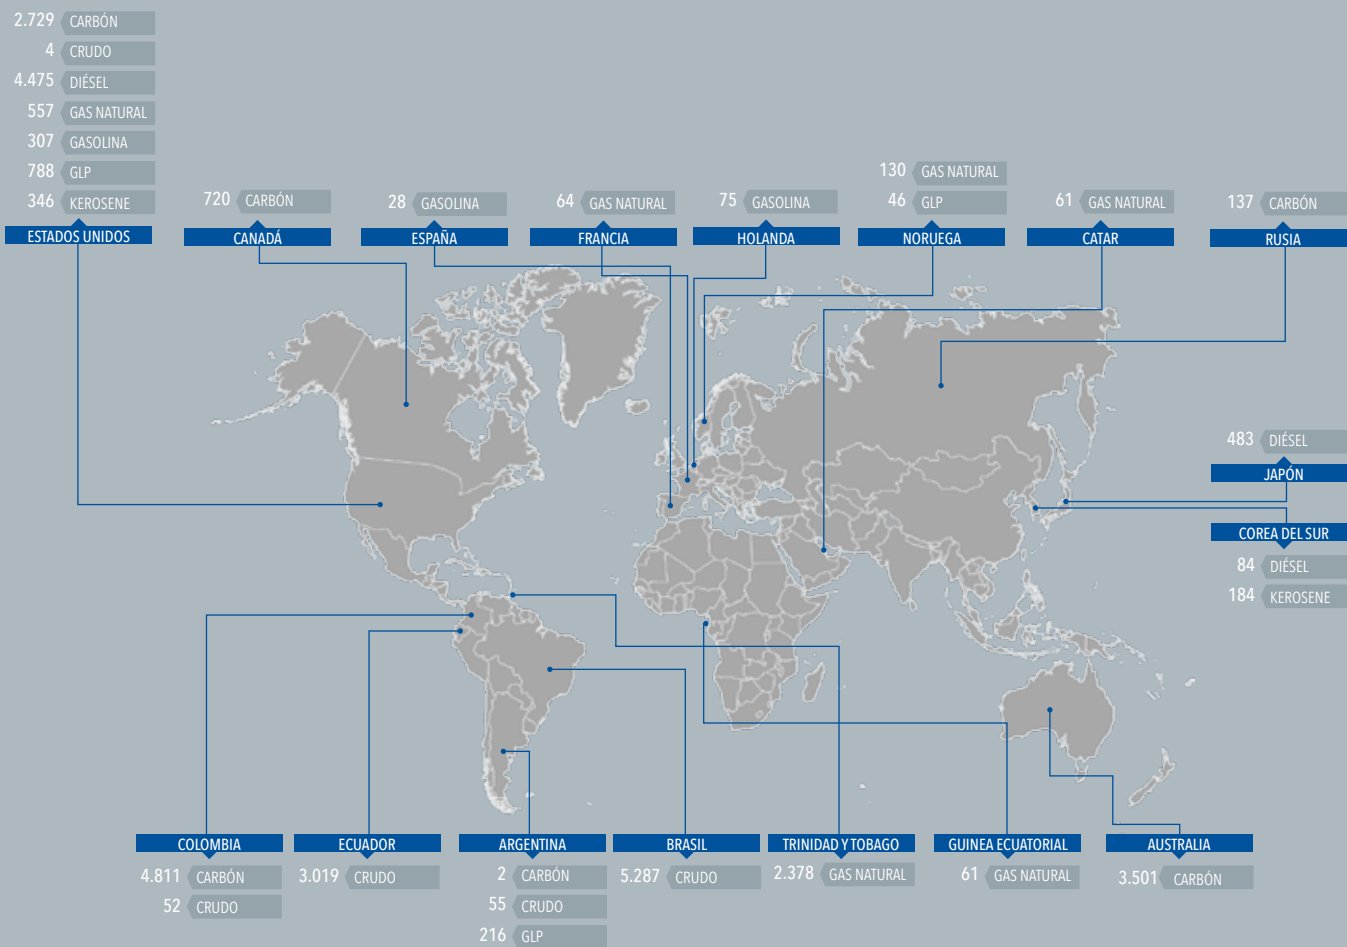 2.729 CARBÓN
4 CRUDO
4.475 DIÉSEL
557 GAS NATURAL
307 GASOLINA
788 GLP
346 KEROSENE
ESTADOS UNIDOS
720 CARBÓN
CANADÁ
28 GASOLINA
ESPAÑA
64 GAS NATURAL
FRANCIA
75 GASOLINA
HOLANDA
130 GAS NATURAL
46 GLP
NORUEGA
61 GAS NATURAL
CATAR
137 CARBÓN
RUSIA
483 DIÉSEL
JAPÓN
COREA DEL SUR
84 DIÉSEL
184 KEROSENE
COLOMBIA
4.811 CARBÓN
52 CRUDO
ECUADOR
3.019 CRUDO
ARGENTINA
2 CARBÓN
55 CRUDO
216 GLP
BRASIL
5.287 CRUDO
TRINIDAD Y TOBAGO
2.378 GAS NATURAL
GUINEA ECUATORIAL
61 GAS NATURAL
AUSTRALIA
3.501 CARBÓN